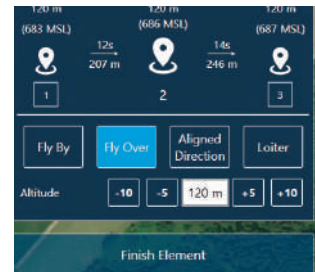 120 m 120 m 120 m
(683 MSL) (686 MSL) (687 MSL)
12s 14s
207 m 246 m
1 2 3
Fly By Fly Over Aligned Direction Loiter
Altitude -10 -5 120 m +5 +10
Finish Element